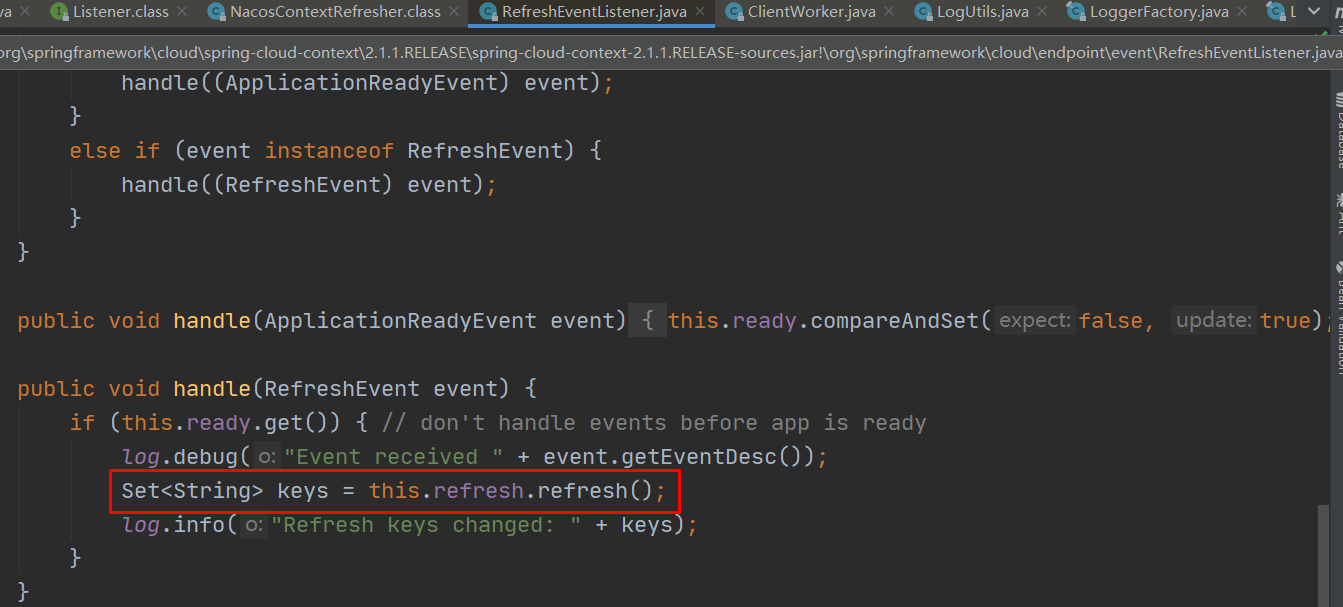 va Listener.class NacosContextRefresher.class RefreshEventListener.java ClientWorker.java LogUtils.java LoggerFactory.java L
org\springframework\cloud\spring-cloud-context\2.1.1.RELEASE\spring-cloud-context-2.1.1.RELEASE-sources.jar!\org\springframework\cloud\endpoint\event\RefreshEventListener.java
handle((ApplicationReadyEvent) event);
}
else if (event instanceof RefreshEvent) {
handle((RefreshEvent) event);
}
}
public void handle(ApplicationReadyEvent event) { this.ready.compareAndSet( expect: false, update: true);
public void handle(RefreshEvent event) {
if (this.ready.get()) { // don't handle events before app is ready
log.debug( o: "Event received " + event.getEventDesc());
Set<String> keys = this.refresh.refresh();
log.info( o: "Refresh keys changed: " + keys);
}
}
Database
Ant
Bean Validation